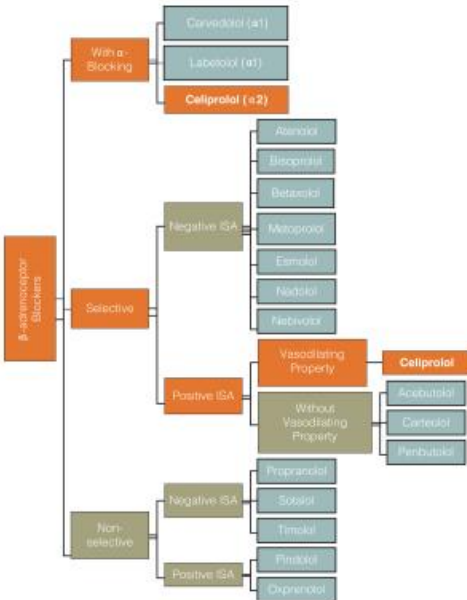 β-adrenoceptor
Blockers
With α-
Blocking
Carvedolol (α1)
Labetolol (α1)
Celiprolol (α2)
Selective
Negative ISA
Atenolol
Bisoprolol
Betaxolol
Metoprolol
Esmolol
Nadolol
Nebivolol
Positive ISA
Vasodilating
Property
Celiprolol
Without
Vasodilating
Property
Acebutolol
Carteolol
Penbutolol
Non-
selective
Negative ISA
Propranolol
Sotalol
Timolol
Positive ISA
Pindolol
Oxprenolol